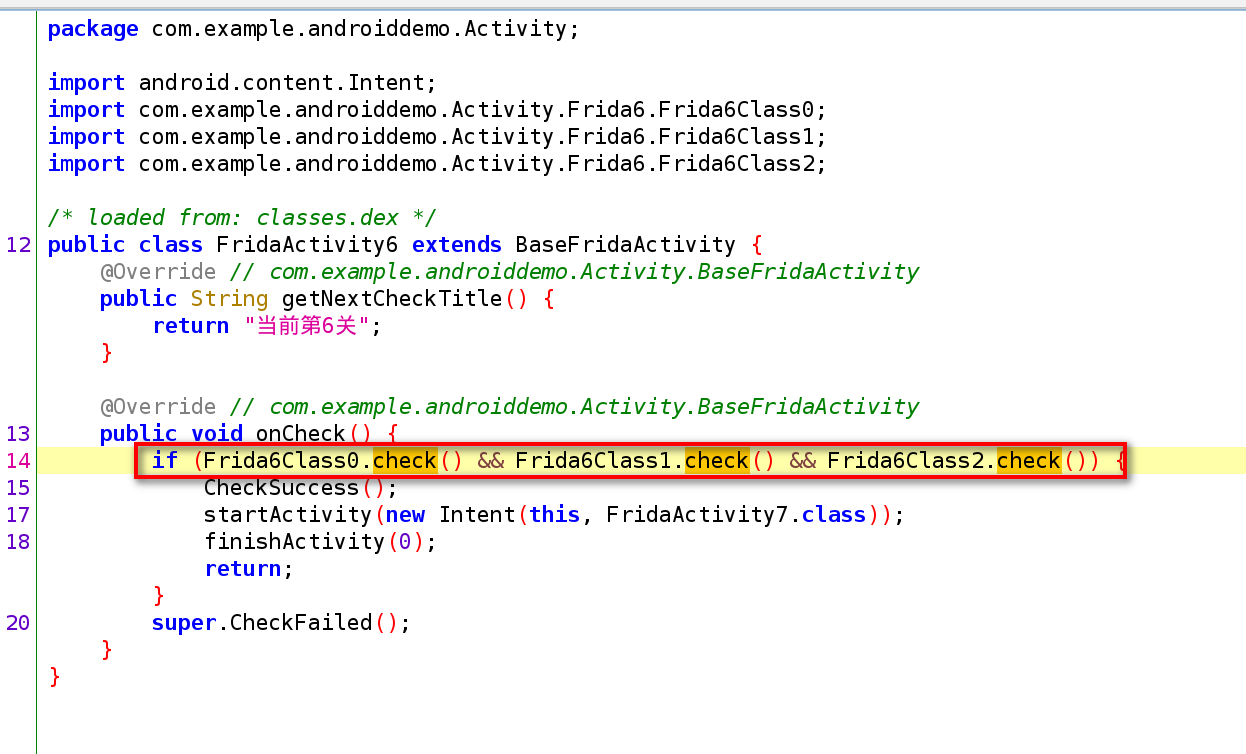 package com.example.androiddemo.Activity;
import android.content.Intent;
import com.example.androiddemo.Activity.Frida6.Frida6Class0;
import com.example.androiddemo.Activity.Frida6.Frida6Class1;
import com.example.androiddemo.Activity.Frida6.Frida6Class2;
/* loaded from: classes.dex */
12 public class FridaActivity6 extends BaseFridaActivity {
@Override // com.example.androiddemo.Activity.BaseFridaActivity
public String getNextCheckTitle() {
return "当前第6关";
}
@Override // com.example.androiddemo.Activity.BaseFridaActivity
13 public void onCheck() {
14 if (Frida6Class0.check() && Frida6Class1.check() && Frida6Class2.check()) {
15 CheckSuccess();
17 startActivity(new Intent(this, FridaActivity7.class));
18 finishActivity(0);
return;
}
20 super.CheckFailed();
}
}